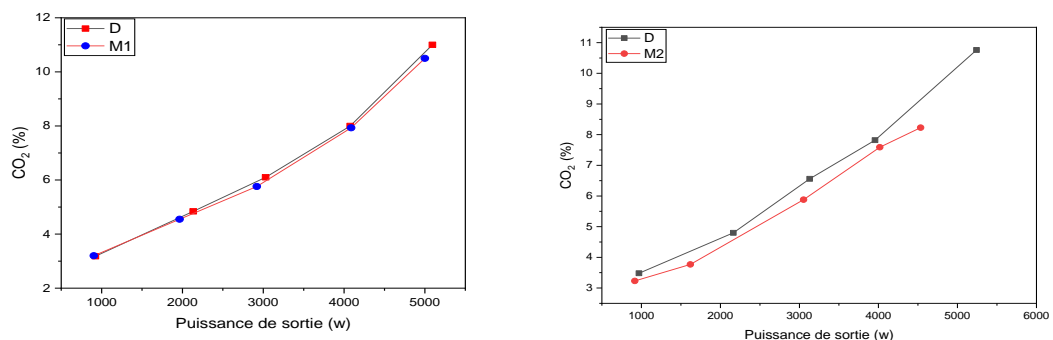 D
M1
CO₂ (%)
12
10
8
6
4
2
1000 2000 3000 4000 5000
Puissance de sortie (w)
D
M2
CO₂ (%)
11
10
9
8
7
6
5
4
3
1000 2000 3000 4000 5000 6000
Puissance de sortie (w)